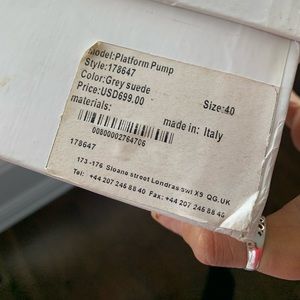 Model:Platform Pump
Style:178647
Color:Grey suede
Price:USD699.00
Size:40
materials:
made in: Italy
00800002764706
178647
173 -176 Sloane street Londras swl X9 QG.UK
Tel: +44 207 245 88 40 Fax:+44 207 245 88 40